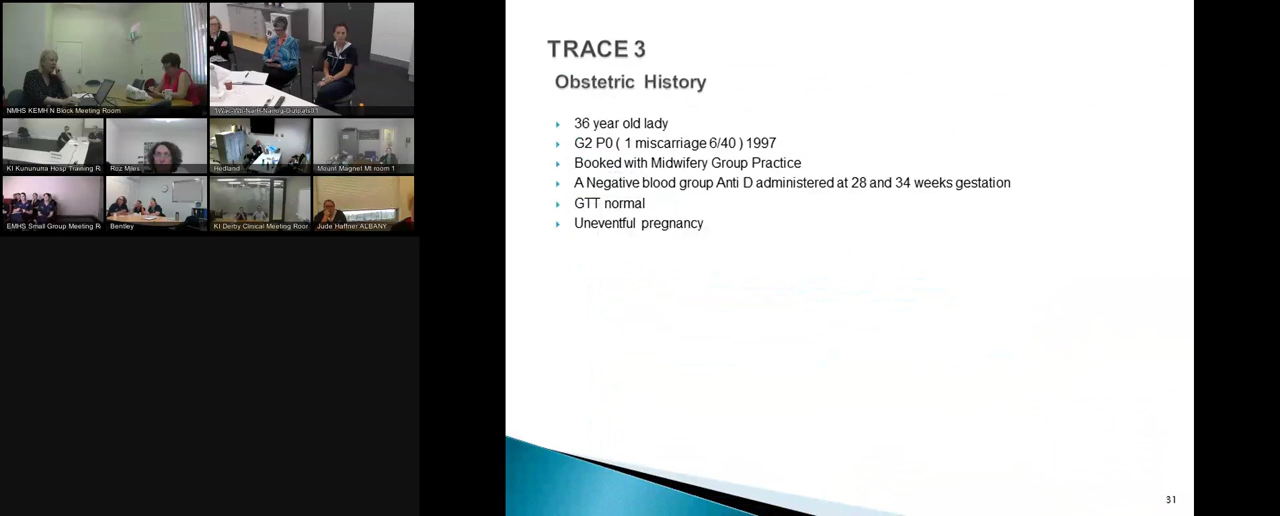 NMHS KEMH N Block Meeting Room
KI Kununurra Hosp Training R
Roz Miles
Hedland
Mount Magnet Mt room 1
EMHS Small Group Meeting R
Bentley
KI Derby Clinical Meeting Roor
Jude Haffner ALBANY
TRACE 3
Obstetric History
36 year old lady
G2 P0 ( 1 miscarriage 6/40 ) 1997
Booked with Midwifery Group Practice
A Negative blood group Anti D administered at 28 and 34 weeks gestation
GTT normal
Uneventful pregnancy
31